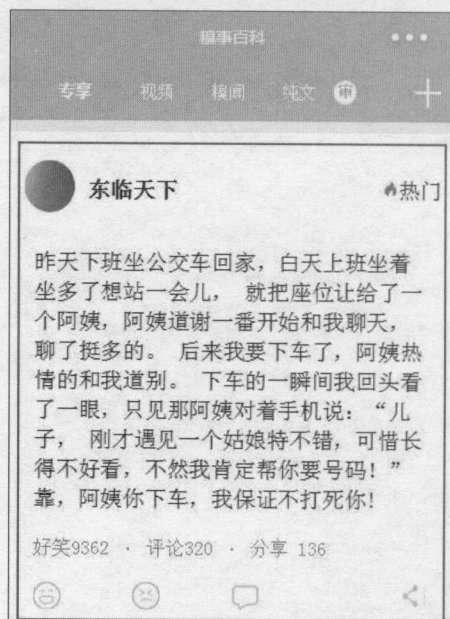 糗事百科
专享 视频 糗闻 纯文
东临天下
热门
昨天下班坐公交车回家，白天上班坐着
坐多了想站一会儿， 就把座位让给了一
个阿姨，阿姨道谢一番开始和我聊天，
聊了挺多的。 后来我要下车了，阿姨热
情的和我道别。 下车的一瞬间我回头看
了一眼，只见那阿姨对着手机说：“儿
子， 刚才遇见一个姑娘特不错，可惜长
得不好看，不然我肯定帮你要号码！”
靠，阿姨你下车，我保证不打死你！
好笑9362 · 评论320 · 分享 136